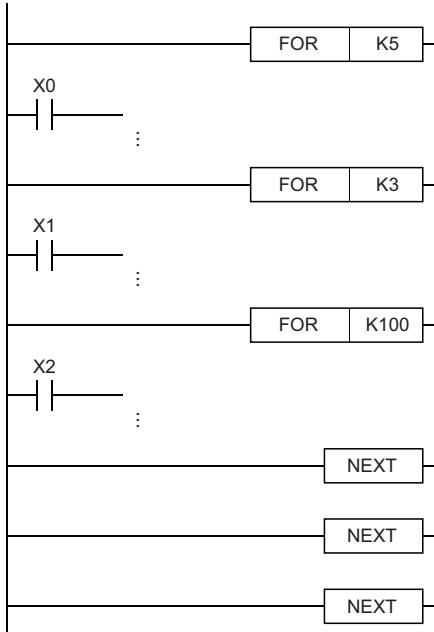 FOR K5
X0
⋮
FOR K3
X1
⋮
FOR K100
X2
⋮
NEXT
NEXT
NEXT